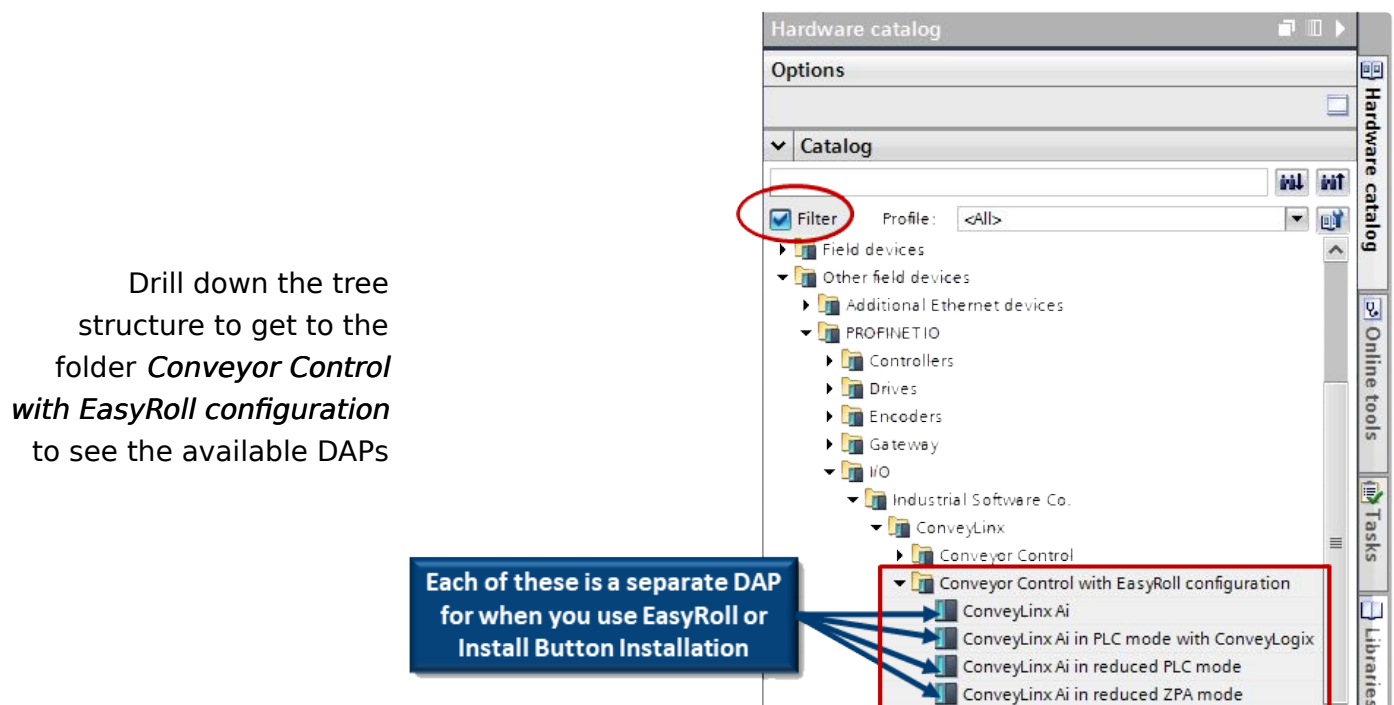 Drill down the tree
structure to get to the
folder Conveyor Control
with EasyRoll configuration
to see the available DAPs
Each of these is a separate DAP
for when you use EasyRoll or
Install Button Installation
Hardware catalog
Options
Catalog
Filter
Profile: <All>
Field devices
Other field devices
Additional Ethernet devices
PROFINET IO
Controllers
Drives
Encoders
Gateway
I/O
Industrial Software Co.
ConveyLinx
Conveyor Control
Conveyor Control with EasyRoll configuration
ConveyLinx Ai
ConveyLinx Ai in PLC mode with ConveyLogix
ConveyLinx Ai in reduced PLC mode
ConveyLinx Ai in reduced ZPA mode
Hardware catalog
Online tools
Tasks
Libraries